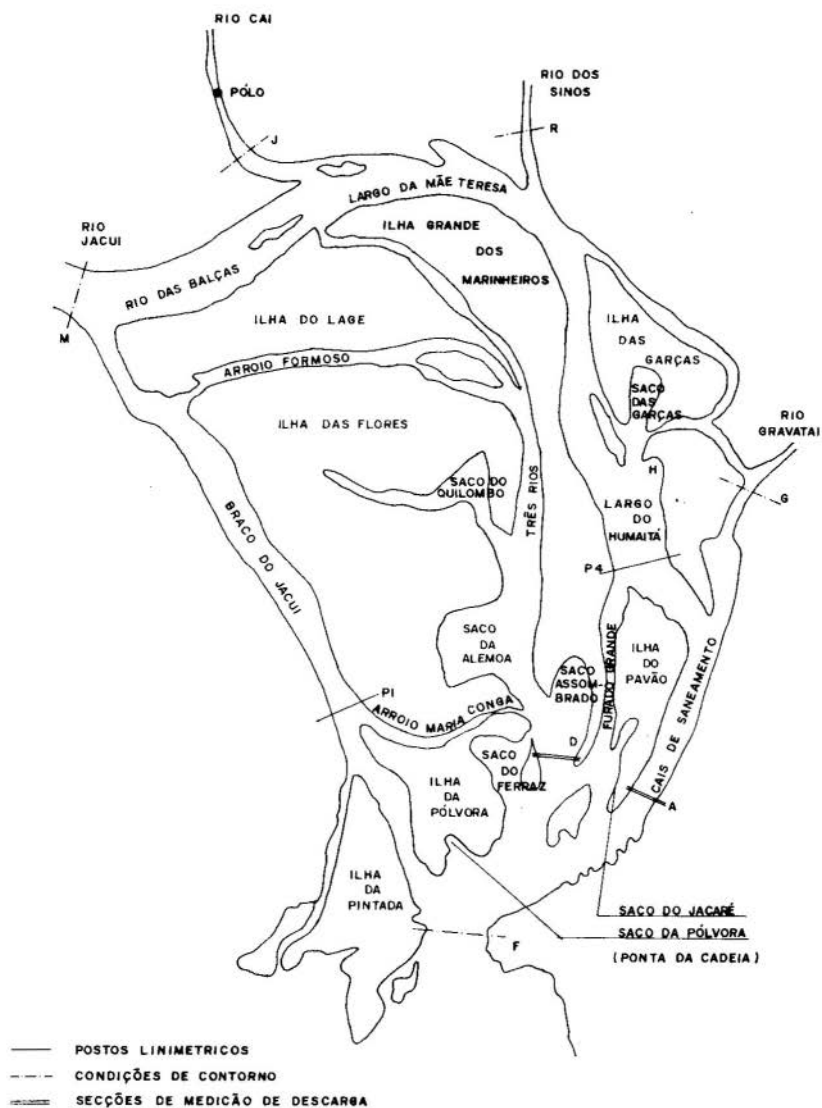 RIO CAI
PÓLO
J
RIO DOS
SINOS
R
LARGO DA MÃE TERESA
ILHA GRANDE
DOS
MARINHEIROS
RIO
JACUI
M
RIO DAS BALÇAS
ILHA DO LAGE
ARROIO FORMOSO
ILHA
DAS
GARÇAS
SACO
DAS
GARÇAS
RIO
GRAVATAI
ILHA DAS FLORES
SACO DO
QUILOMBO
TRÊS RIOS
H
G
LARGO
DO
HUMAITÁ
P4
BRACO DO JACUI
SACO
DA
ALEMOA
SACO
ASSOM-
BRADO
FURADO GRANDE
ILHA
DO
PAVÃO
CAIS DE SANEAMENTO
P1
ARROIO MARIA CONGA
D
SACO
DO
FERRAZ
A
ILHA
DA
PÓLVORA
ILHA
DA
PINTADA
F
SACO DO JACARÉ
SACO DA PÓLVORA
(PONTA DA CADEIA)
POSTOS LINIMETRICOS
CONDIÇÕES DE CONTORNO
SECÇÕES DE MEDICÃO DE DESCARGA